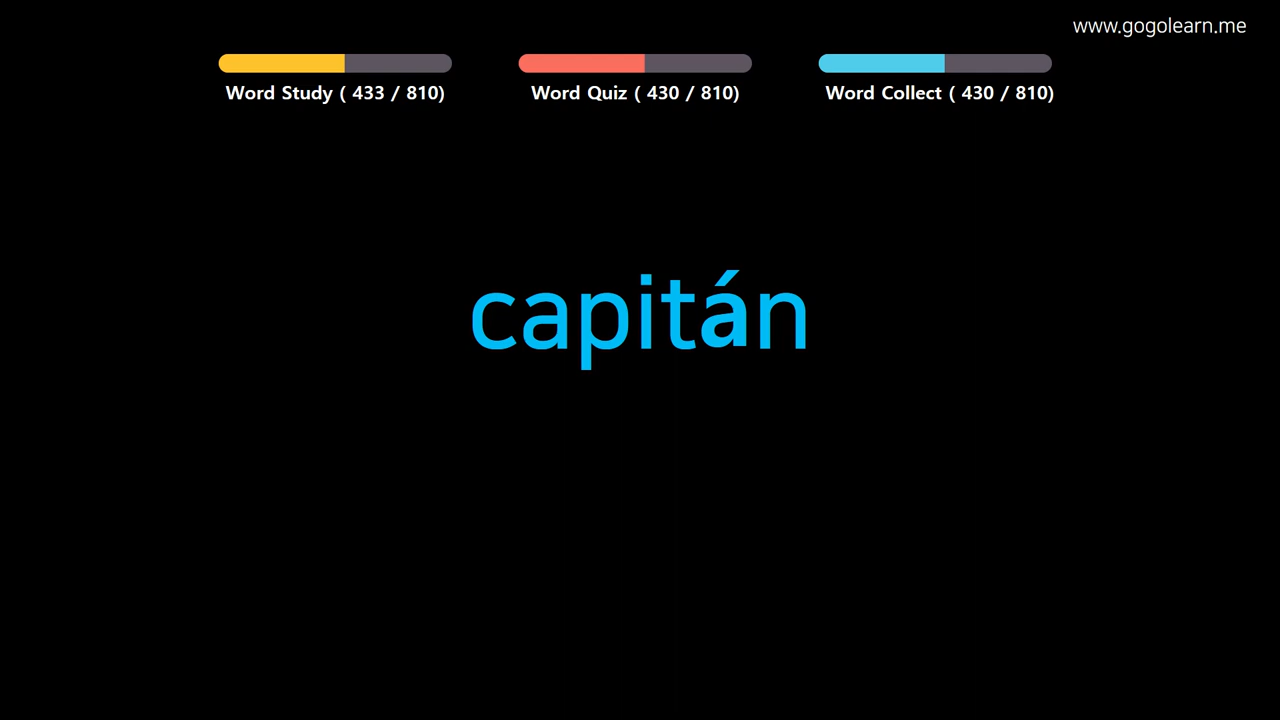 www.gogolearn.me
Word Study ( 433 / 810)
Word Quiz ( 430 / 810)
Word Collect ( 430 / 810)
capitán